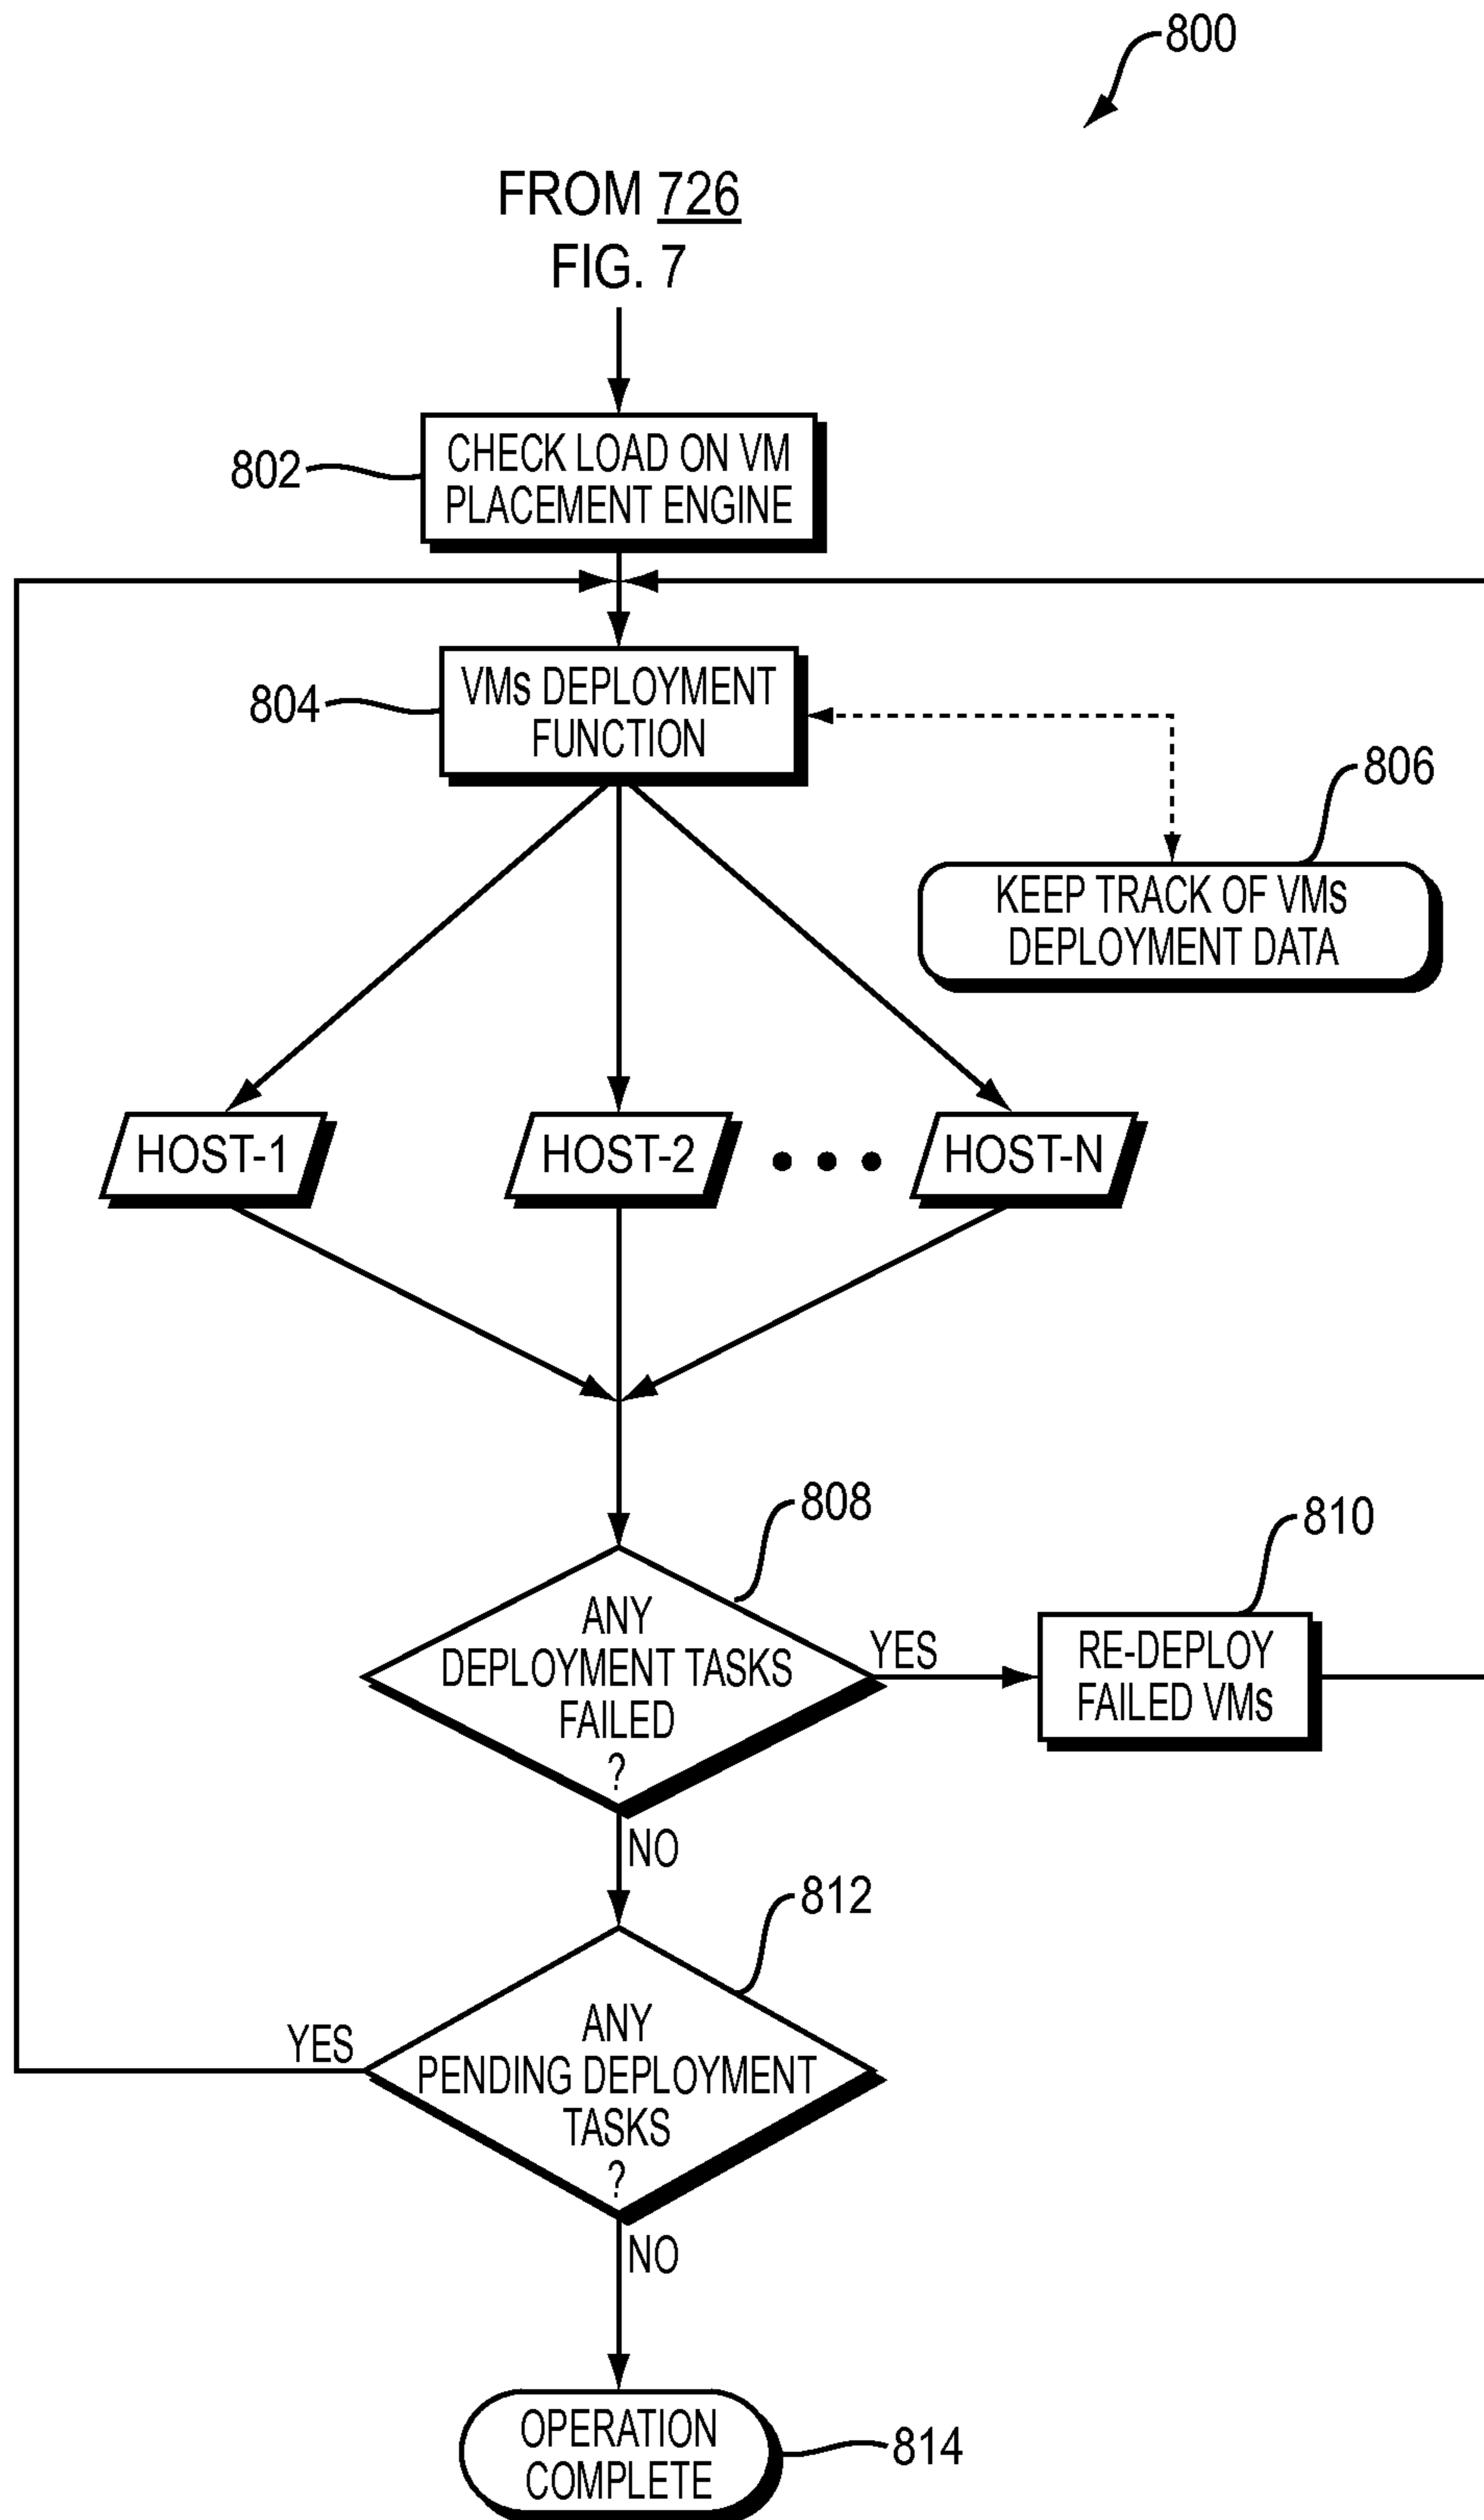 800
FROM 726
FIG. 7
802
CHECK LOAD ON VM
PLACEMENT ENGINE
804
VMs DEPLOYMENT
FUNCTION
806
KEEP TRACK OF VMs
DEPLOYMENT DATA
HOST-1
HOST-2
HOST-N
808
ANY
DEPLOYMENT TASKS
FAILED
?
YES
810
RE-DEPLOY
FAILED VMs
NO
812
ANY
PENDING DEPLOYMENT
TASKS
?
YES
NO
OPERATION
COMPLETE
814